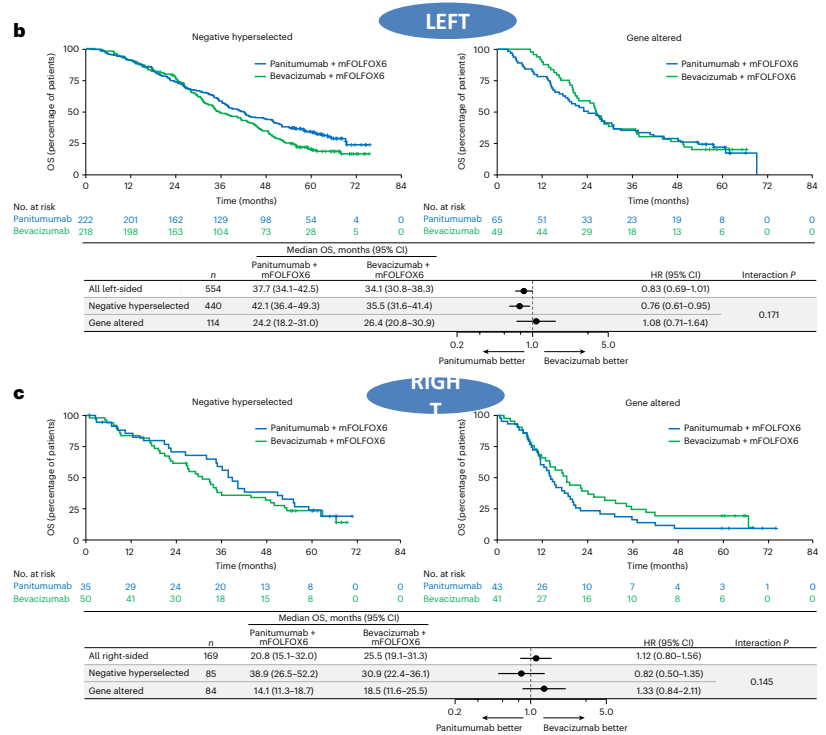 LEFT
b
Negative hyperselected
Gene altered
100
75
50
25
0
OS (percentage of patients)
Panitumumab + mFOLFOX6
Bevacizumab + mFOLFOX6
0 12 24 36 48 60 72 84
Time (months)
100
75
50
25
0
OS (percentage of patients)
Panitumumab + mFOLFOX6
Bevacizumab + mFOLFOX6
0 12 24 36 48 60 72 84
Time (months)
No. at risk
Panitumumab 222 201 162 129 98 54 4 0
Bevacizumab 218 198 163 104 73 28 5 0
No. at risk
Panitumumab 65 51 33 23 19 8 0 0
Bevacizumab 49 44 29 18 13 6 0 0
Median OS, months (95% CI)
n Panitumumab + mFOLFOX6 Bevacizumab + mFOLFOX6 HR (95% CI) Interaction P
All left-sided 554 37.7 (34.1–42.5) 34.1 (30.8–38.3) 0.83 (0.69–1.01)
Negative hyperselected 440 42.1 (36.4–49.3) 35.5 (31.6–41.4) 0.76 (0.61–0.95)
0.171
Gene altered 114 24.2 (18.2–31.0) 26.4 (20.8–30.9) 1.08 (0.71–1.64)
0.2 1.0 5.0
Panitumumab better Bevacizumab better
RIGH
T
c
Negative hyperselected
Gene altered
100
75
50
25
0
OS (percentage of patients)
Panitumumab + mFOLFOX6
Bevacizumab + mFOLFOX6
0 12 24 36 48 60 72 84
Time (months)
100
75
50
25
0
OS (percentage of patients)
Panitumumab + mFOLFOX6
Bevacizumab + mFOLFOX6
0 12 24 36 48 60 72 84
Time (months)
No. at risk
Panitumumab 35 29 24 20 13 8 0 0
Bevacizumab 50 41 30 18 15 8 0 0
No. at risk
Panitumumab 43 26 10 7 4 3 1 0
Bevacizumab 41 27 16 10 8 6 0 0
Median OS, months (95% CI)
n Panitumumab + mFOLFOX6 Bevacizumab + mFOLFOX6 HR (95% CI) Interaction P
All right-sided 169 20.8 (15.1–32.0) 25.5 (19.1–31.3) 1.12 (0.80–1.56)
Negative hyperselected 85 38.9 (26.5–52.2) 30.9 (22.4–36.1) 0.82 (0.50–1.35)
0.145
Gene altered 84 14.1 (11.3–18.7) 18.5 (11.6–25.5) 1.33 (0.84–2.11)
0.2 1.0 5.0
Panitumumab better Bevacizumab better